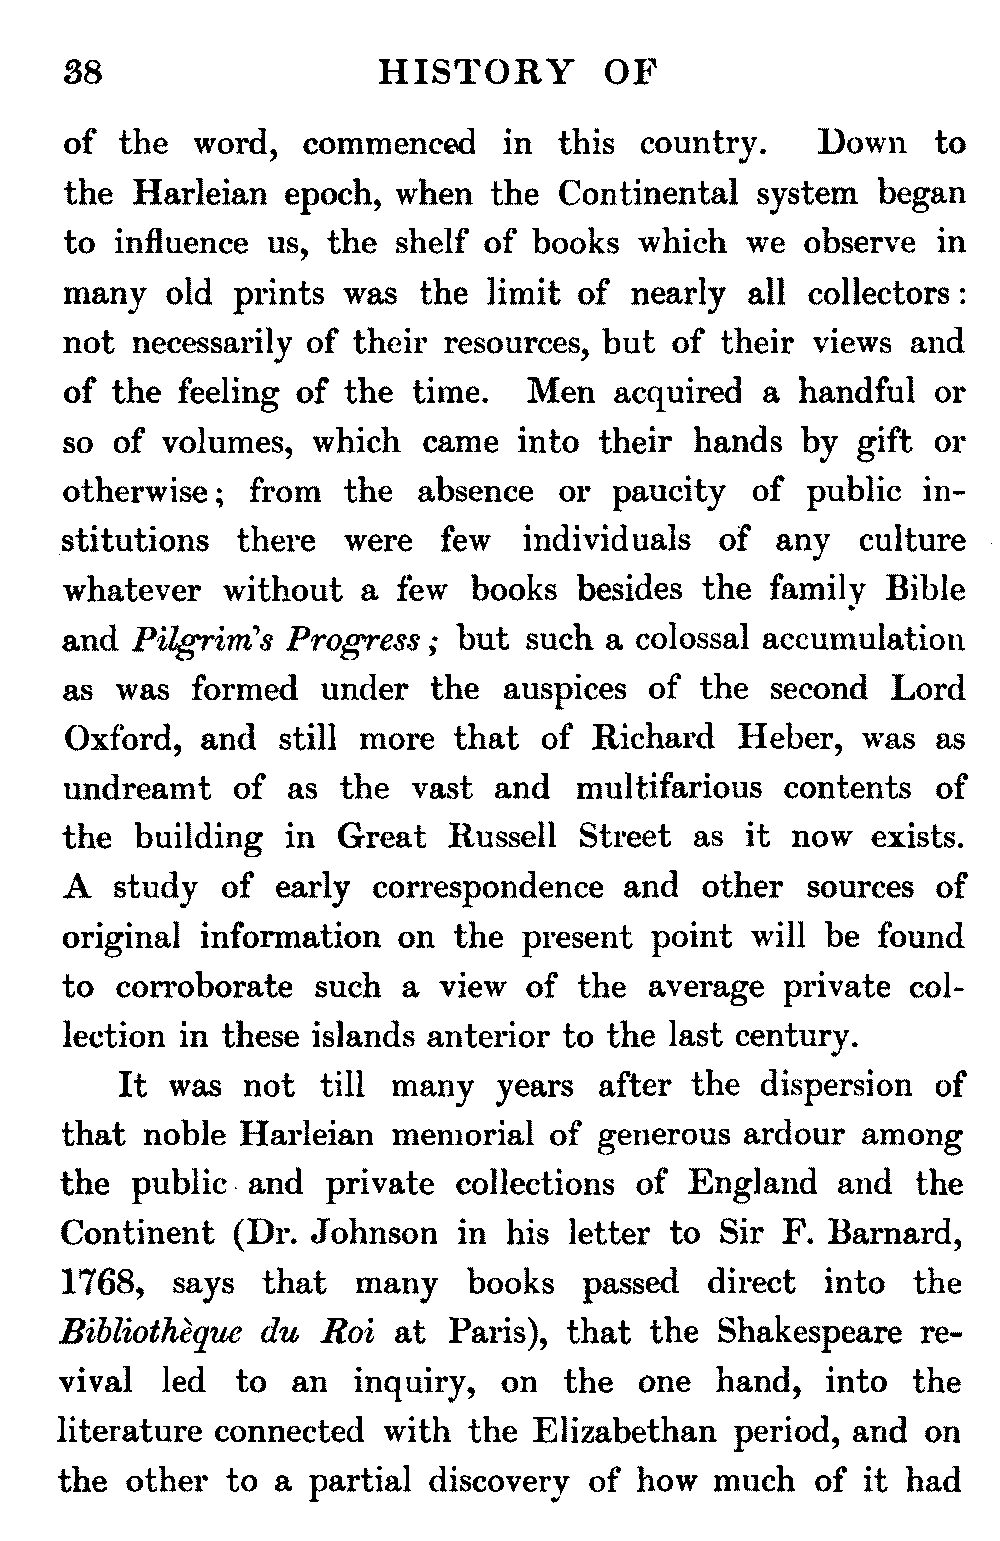 38 HISTORY OF
of the word, commenced in this country. Down to
the Harleian epoch, when the Continental system began
to influence us, the shelf of books which we observe in
many old prints was the limit of nearly all collectors :
not necessarily of their resources, but of their views and
of the feeling of the time. Men acquired a handful or
so of volumes, which came into their hands by gift or
otherwise ; from the absence or paucity of public in-
stitutions there were few individuals of any culture
whatever without a few books besides the family Bible
and Pilgrim's Progress ; but such a colossal accumulation
as was formed under the auspices of the second Lord
Oxford, and still more that of Richard Heber, was as
undreamt of as the vast and multifarious contents of
the building in Great Russell Street as it now exists.
A study of early correspondence and other sources of
original information on the present point will be found
to corroborate such a view of the average private col-
lection in these islands anterior to the last century.
It was not till many years after the dispersion of
that noble Harleian memorial of generous ardour among
the public and private collections of England and the
Continent (Dr. Johnson in his letter to Sir F. Barnard,
1768, says that many books passed direct into the
Bibliothèque du Roi at Paris), that the Shakespeare re-
vival led to an inquiry, on the one hand, into the
literature connected with the Elizabethan period, and on
the other to a partial discovery of how much of it had